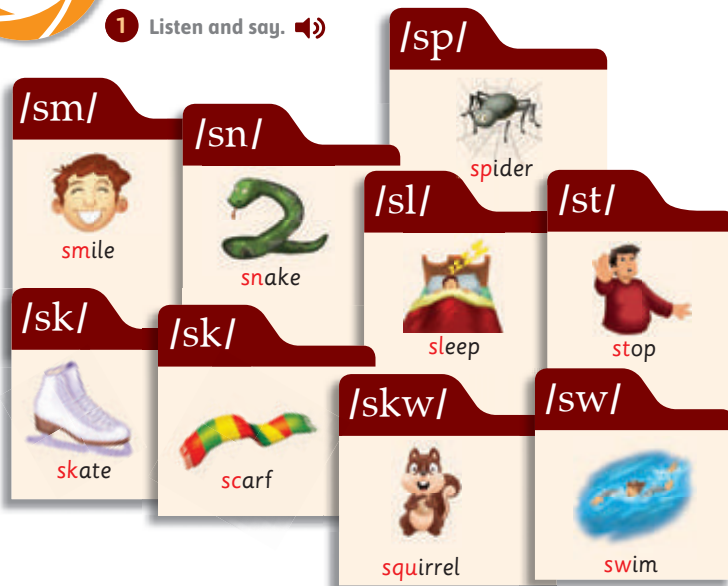 1 Listen and say.
/sp/
spider
/sm/
smile
/sn/
snake
/sl/
sleep
/st/
stop
/sk/
skate
/sk/
scarf
/skw/
squirrel
/sw/
swim